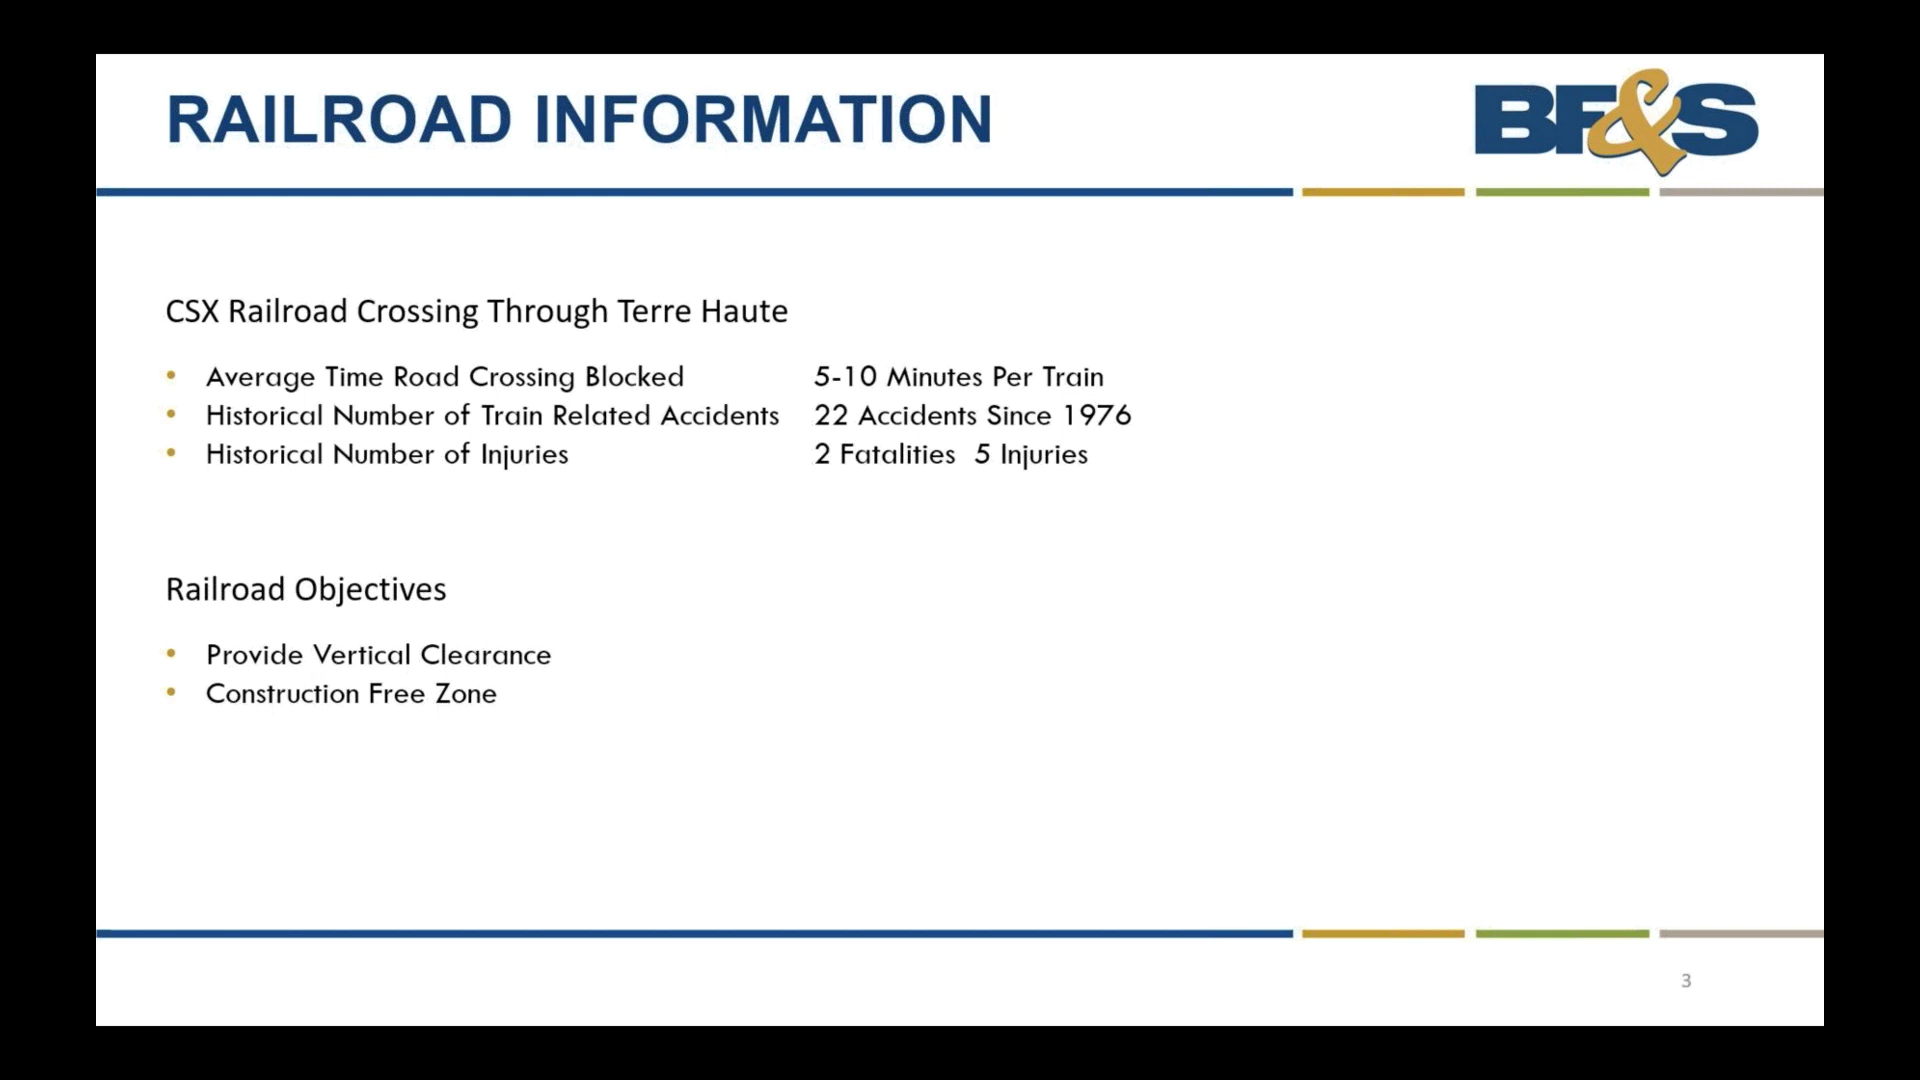 RAILROAD INFORMATION
BF&S
CSX Railroad Crossing Through Terre Haute
• Average Time Road Crossing Blocked 5-10 Minutes Per Train
• Historical Number of Train Related Accidents 22 Accidents Since 1976
• Historical Number of Injuries 2 Fatalities 5 Injuries
Railroad Objectives
• Provide Vertical Clearance
• Construction Free Zone
3